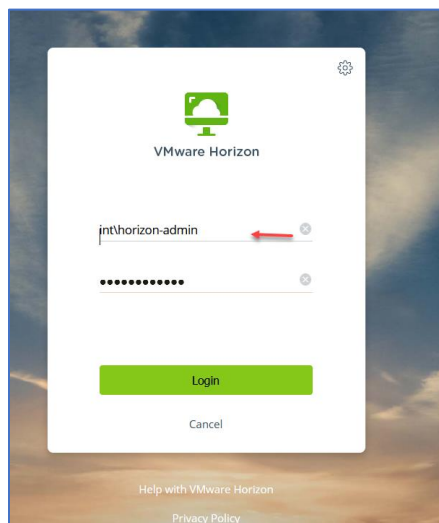 VMware Horizon
int\horizon-admin
••••••••••••
Login
Cancel
Help with VMware Horizon
Privacy Policy